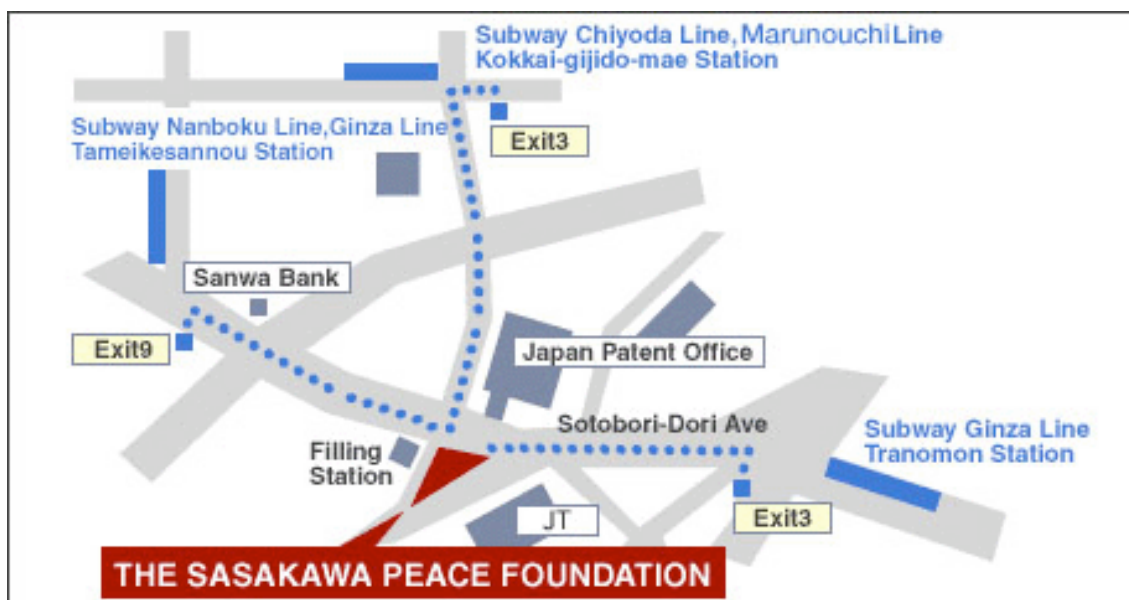 Subway Chiyoda Line, Marunouchi Line
Kokkai-gijido-mae Station
Subway Nanboku Line,Ginza Line
Tameikesannou Station
Exit3
Sanwa Bank
Exit9
Japan Patent Office
Sotobori-Dori Ave
Filling
Station
Subway Ginza Line
Tranomon Station
JT
Exit3
THE SASAKAWA PEACE FOUNDATION